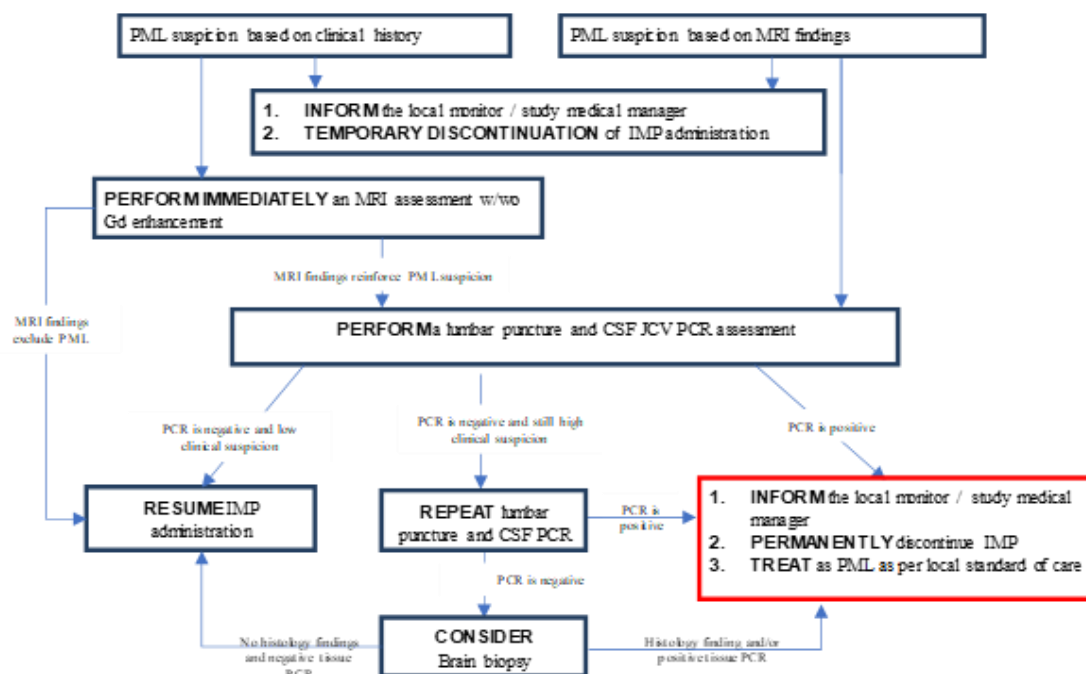 PML suspicion based on clinical history
PML suspicion based on MRI findings
1. INFORM the local monitor / study medical manager
2. TEMPORARY DISCONTINUATION of IMP administration
PERFORM IMMEDIATELY an MRI assessment w/wo
Gd enhancement
MRI findings reinforce PML suspicion
MRI findings
exclude PML
PERFORM a lumbar puncture and CSF JCV PCR assessment
PCR is negative and low
clinical suspicion
PCR is negative and still high
clinical suspicion
PCR is positive
RESUME IMP
administration
REPEAT lumbar
puncture and CSF PCR
PCR is
positive
1. INFORM the local monitor / study medical
manager
2. PERMANENTLY discontinue IMP
3. TREAT as PML as per local standard of care
PCR is negative
No histology findings
and negative tissue
PCR
CONSIDER
Brain biopsy
Histology finding and/or
positive tissue PCR